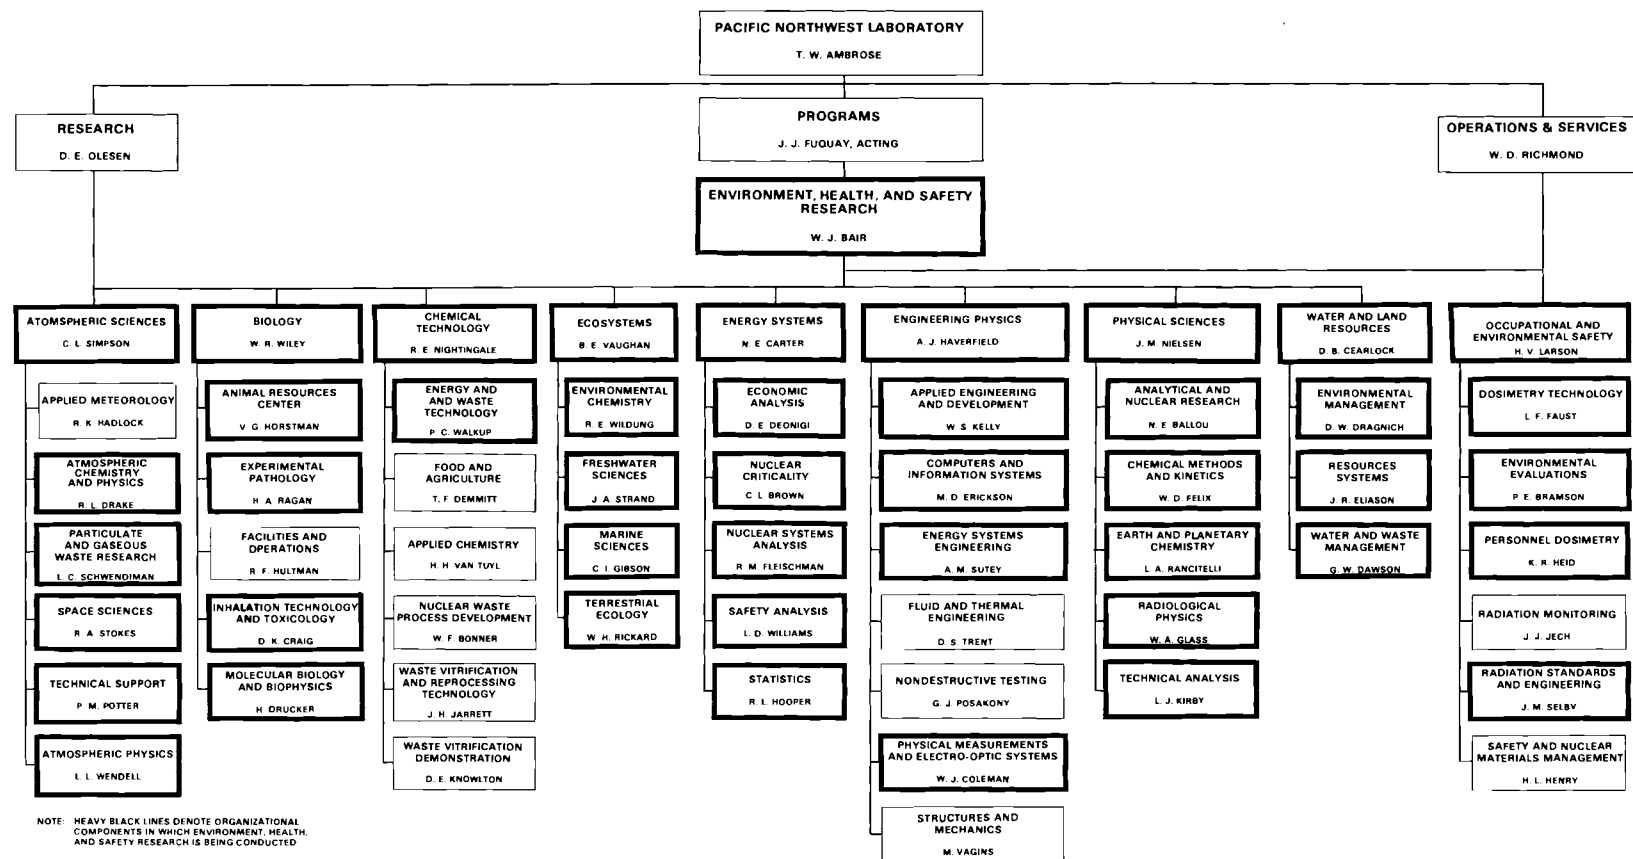 PACIFIC NORTHWEST LABORATORY
T. W. AMBROSE
RESEARCH
D. E. OLESEN
PROGRAMS
J. J. FUQUAY, ACTING
OPERATIONS & SERVICES
W. D. RICHMOND
ENVIRONMENT, HEALTH, AND SAFETY
RESEARCH
W. J. BAIR
ATOMSPHERIC SCIENCES
C. L. SIMPSON
APPLIED METEOROLOGY
R. K. HADLOCK
ATMOSPHERIC
CHEMISTRY
AND PHYSICS
R. L. DRAKE
PARTICULATE
AND GASEOUS
WASTE RESEARCH
L. C. SCHWENDIMAN
SPACE SCIENCES
R. A. STOKES
TECHNICAL SUPPORT
P. M. POTTER
ATMOSPHERIC PHYSICS
L. L. WENDELL
BIOLOGY
W. R. WILEY
ANIMAL RESOURCES
CENTER
V. G. HORSTMAN
EXPERIMENTAL
PATHOLOGY
H. A. RAGAN
FACILITIES AND
OPERATIONS
R. F. HULTMAN
INHALATION TECHNOLOGY
AND TOXICOLOGY
D. K. CRAIG
MOLECULAR BIOLOGY
AND BIOPHYSICS
H. DRUCKER
CHEMICAL
TECHNOLOGY
R. E. NIGHTINGALE
ENERGY AND
AND WASTE
TECHNOLOGY
P. C. WALKUP
FOOD AND
AGRICULTURE
T. F. DEMMITT
APPLIED CHEMISTRY
H. H. VAN TUYL
NUCLEAR WASTE
PROCESS DEVELOPMENT
W. F. BONNER
WASTE VITRIFICATION
AND REPROCESSING
TECHNOLOGY
J. H. JARRETT
WASTE VITRIFICATION
DEMONSTRATION
D. E. KNOWLTON
ECOSYSTEMS
B. E. VAUGHAN
ENVIRONMENTAL
CHEMISTRY
R. E. WILDUNG
FRESHWATER
SCIENCES
J. A. STRAND
MARINE
SCIENCES
C. I. GIBSON
TERRESTRIAL
ECOLOGY
W. H. RICKARD
ENERGY SYSTEMS
N. E. CARTER
ECONOMIC
ANALYSIS
D. E. DEONIGI
NUCLEAR
CRITICALITY
C. L. BROWN
NUCLEAR SYSTEMS
ANALYSIS
R. M. FLEISCHMAN
SAFETY ANALYSIS
L. D. WILLIAMS
STATISTICS
R. L. HOOPER
ENGINEERING PHYSICS
A. J. HAVERFIELD
APPLIED ENGINEERING
AND DEVELOPMENT
W. S. KELLY
COMPUTERS AND
INFORMATION SYSTEMS
M. D. ERICKSON
ENERGY SYSTEMS
ENGINEERING
A. M. SUTEY
FLUID AND THERMAL
ENGINEERING
D. S. TRENT
NONDESTRUCTIVE TESTING
G. J. POSAKONY
PHYSICAL MEASUREMENTS
AND ELECTRO-OPTIC SYSTEMS
W. J. COLEMAN
STRUCTURES AND
MECHANICS
M. VAGINS
PHYSICAL SCIENCES
J. M. NIELSEN
ANALYTICAL AND
NUCLEAR RESEARCH
N. E. BALLOU
CHEMICAL METHODS
AND KINETICS
W. D. FELIX
EARTH AND PLANETARY
CHEMISTRY
L. A. RANCITELLI
RADIOLOGICAL
PHYSICS
W. A. GLASS
TECHNICAL ANALYSIS
L. J. KIRBY
WATER AND LAND
RESOURCES
D. B. CEARLOCK
ENVIRONMENTAL
MANAGEMENT
D. W. DRAGNICH
RESOURCES
SYSTEMS
J. R. ELIASON
WATER AND WASTE
MANAGEMENT
G. W. DAWSON
OCCUPATIONAL AND
ENVIRONMENTAL SAFETY
H. V. LARSON
DOSIMETRY TECHNOLOGY
L. F. FAUST
ENVIRONMENTAL
EVALUATIONS
P. E. BRAMSON
PERSONNEL DOSIMETRY
K. R. HEID
RADIATION MONITORING
J. J. JECH
RADIATION STANDARDS
AND ENGINEERING
J. M. SELBY
SAFETY AND NUCLEAR
MATERIALS MANAGEMENT
H. L. HENRY
NOTE: HEAVY BLACK LINES DENOTE ORGANIZATIONAL
COMPONENTS IN WHICH ENVIRONMENT, HEALTH,
AND SAFETY RESEARCH IS BEING CONDUCTED